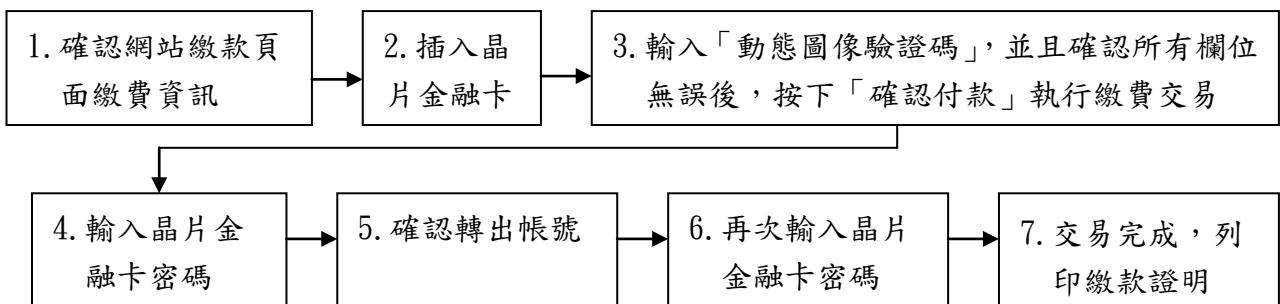 1.確認網站繳款頁
面繳費資訊
2.插入晶
片金融卡
3.輸入「動態圖像驗證碼」，並且確認所有欄位
無誤後，按下「確認付款」執行繳費交易
4.輸入晶片金
融卡密碼
5.確認轉出帳號
6.再次輸入晶片
金融卡密碼
7.交易完成，列
印繳款證明